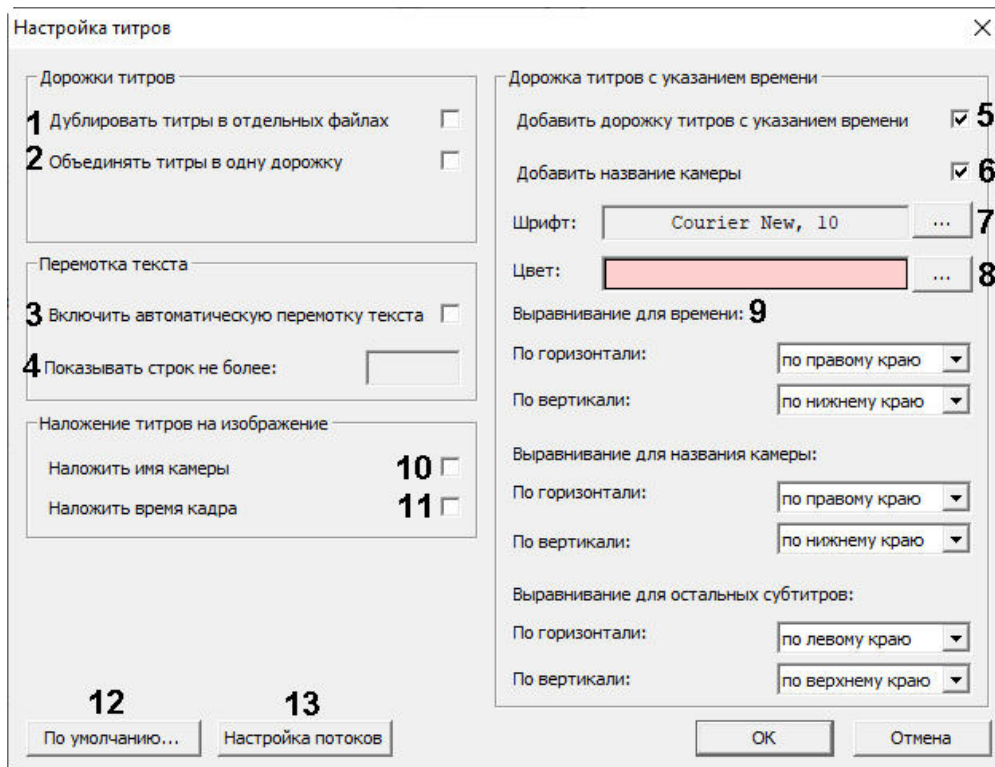 Настройка титров
Дорожки титров
1 Дублировать титры в отдельных файлах
2 Объединять титры в одну дорожку
Перемотка текста
3 Включить автоматическую перемотку текста
4 Показывать строк не более:
Наложение титров на изображение
Наложить имя камеры 10
Наложить время кадра 11
Дорожка титров с указанием времени
Добавить дорожку титров с указанием времени 5
Добавить название камеры 6
Шрифт: Courier New, 10 ... 7
Цвет: ... 8
Выравнивание для времени: 9
По горизонтали: по правому краю
По вертикали: по нижнему краю
Выравнивание для названия камеры:
По горизонтали: по правому краю
По вертикали: по нижнему краю
Выравнивание для остальных субтитров:
По горизонтали: по левому краю
По вертикали: по верхнему краю
12 13
По умолчанию... Настройка потоков OK Отмена